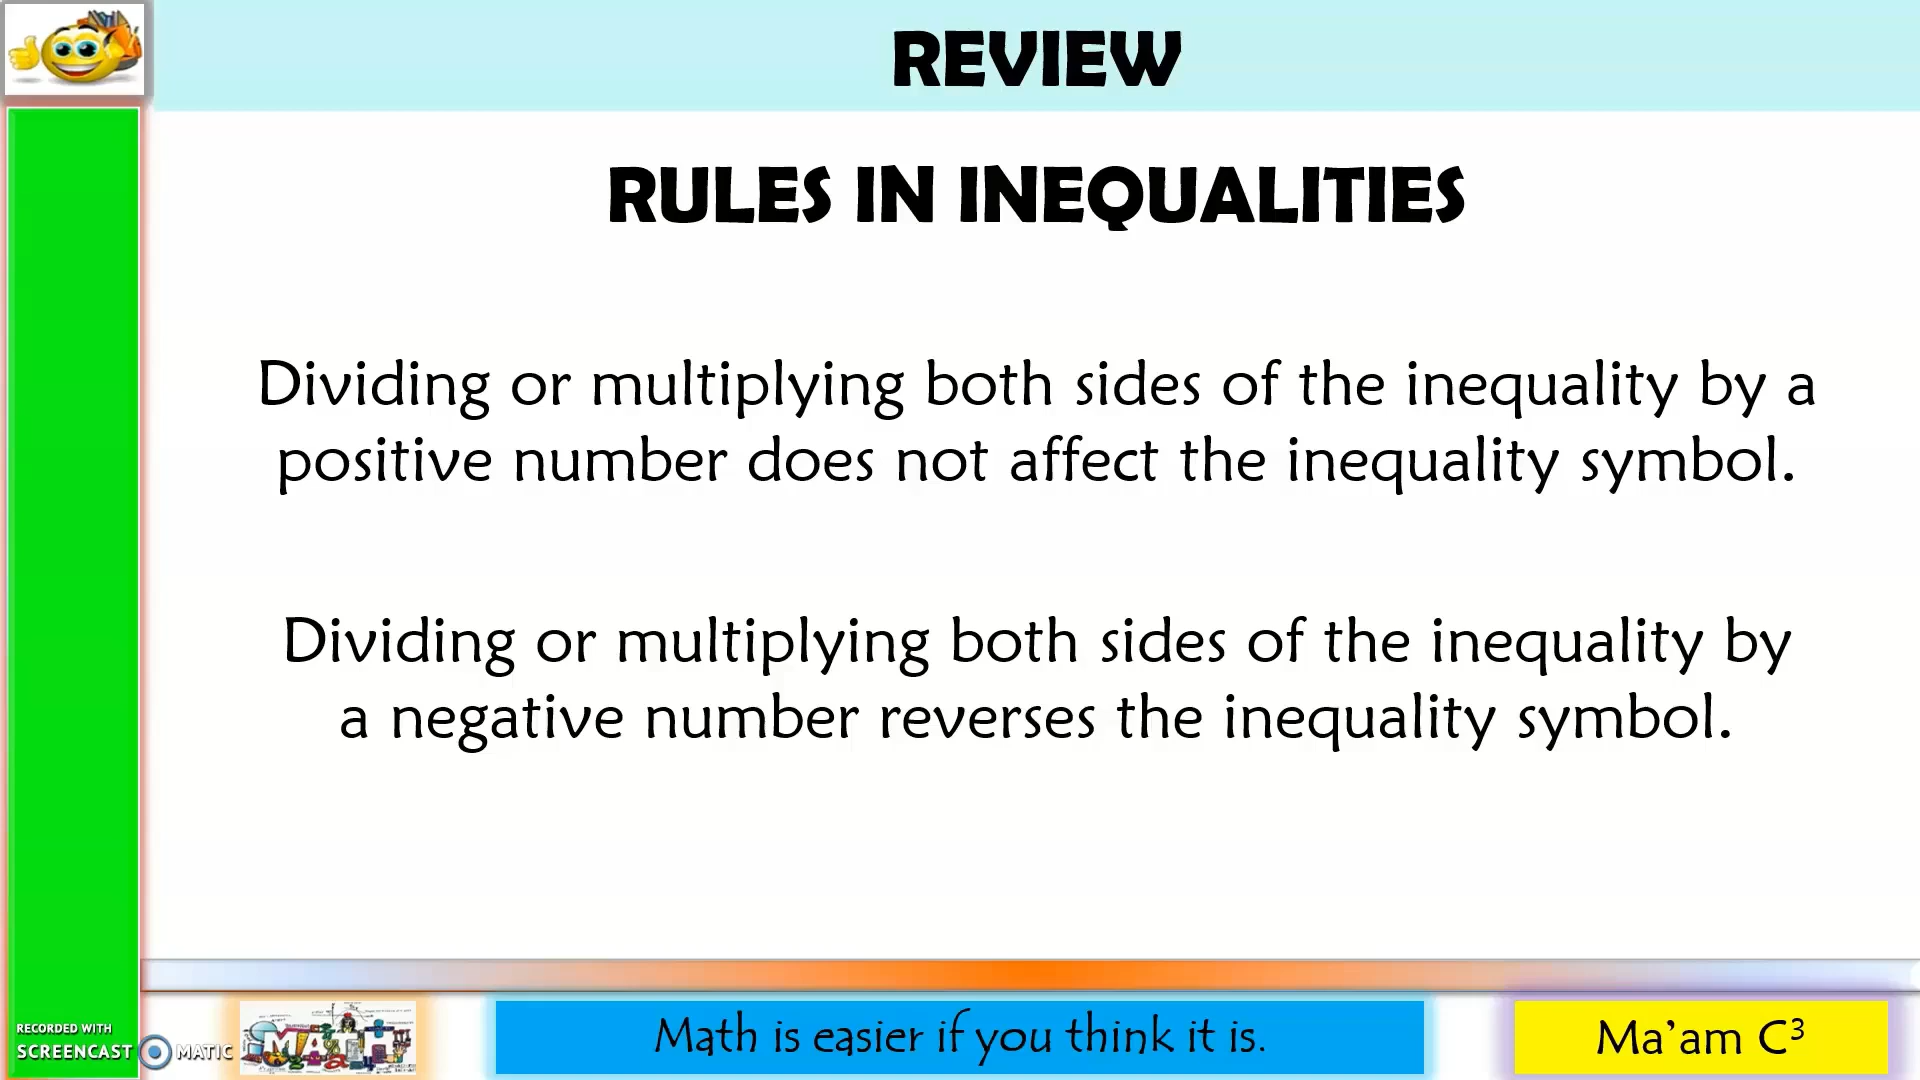 REVIEW
RULES IN INEQUALITIES
Dividing or multiplying both sides of the inequality by a
positive number does not affect the inequality symbol.
Dividing or multiplying both sides of the inequality by
a negative number reverses the inequality symbol.
RECORDED WITH
SCREENCAST MATIC
MATH
Math is easier if you think it is.
Ma’am C³